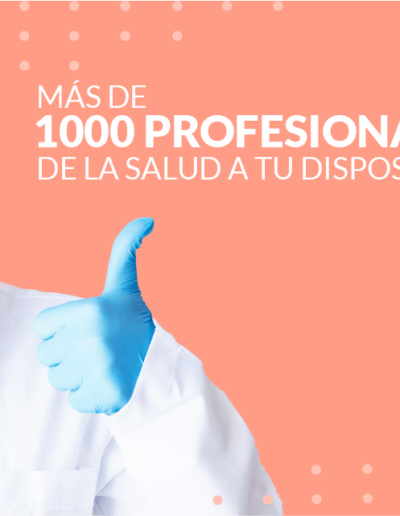 MÁS DE
1000 PROFESIONA
DE LA SALUD A TU DISPOS